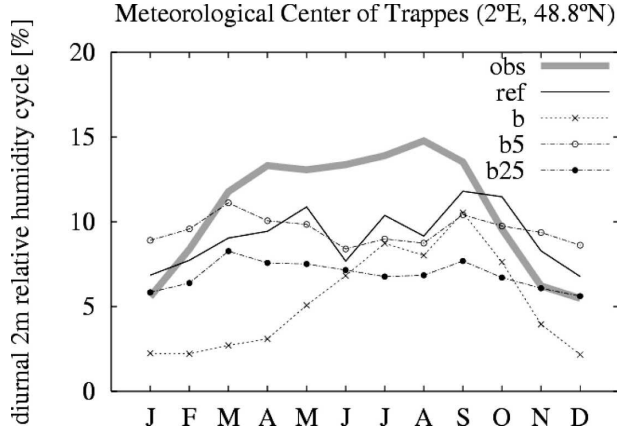 Meteorological Center of Trappes (2ºE, 48.8ºN)
diurnal 2m relative humidity cycle [%]
20
15
10
5
0
obs
ref
b
b5
b25
J F M A M J J A S O N D